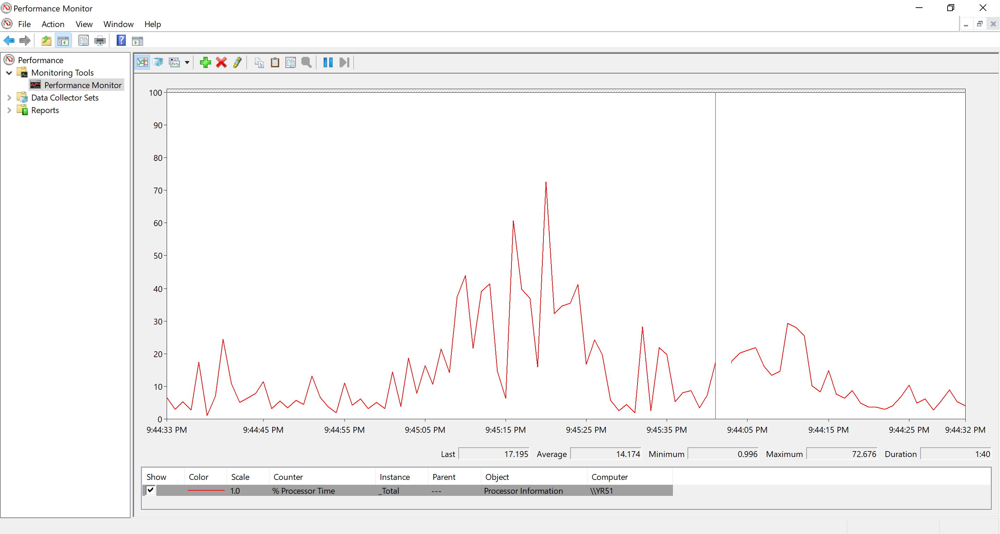 Performance Monitor
File Action View Window Help
Performance
Monitoring Tools
Performance Monitor
Data Collector Sets
Reports
100
90
80
70
60
50
40
30
20
10
0
9:44:33 PM 9:44:45 PM 9:44:55 PM 9:45:05 PM 9:45:15 PM 9:45:25 PM 9:45:35 PM 9:44:05 PM 9:44:15 PM 9:44:25 PM 9:44:32 PM
Last 17.195 Average 14.174 Minimum 0.996 Maximum 72.676 Duration 1:40
Show Color Scale Counter Instance Parent Object Computer
1.0 % Processor Time _Total --- Processor Information \\YR51